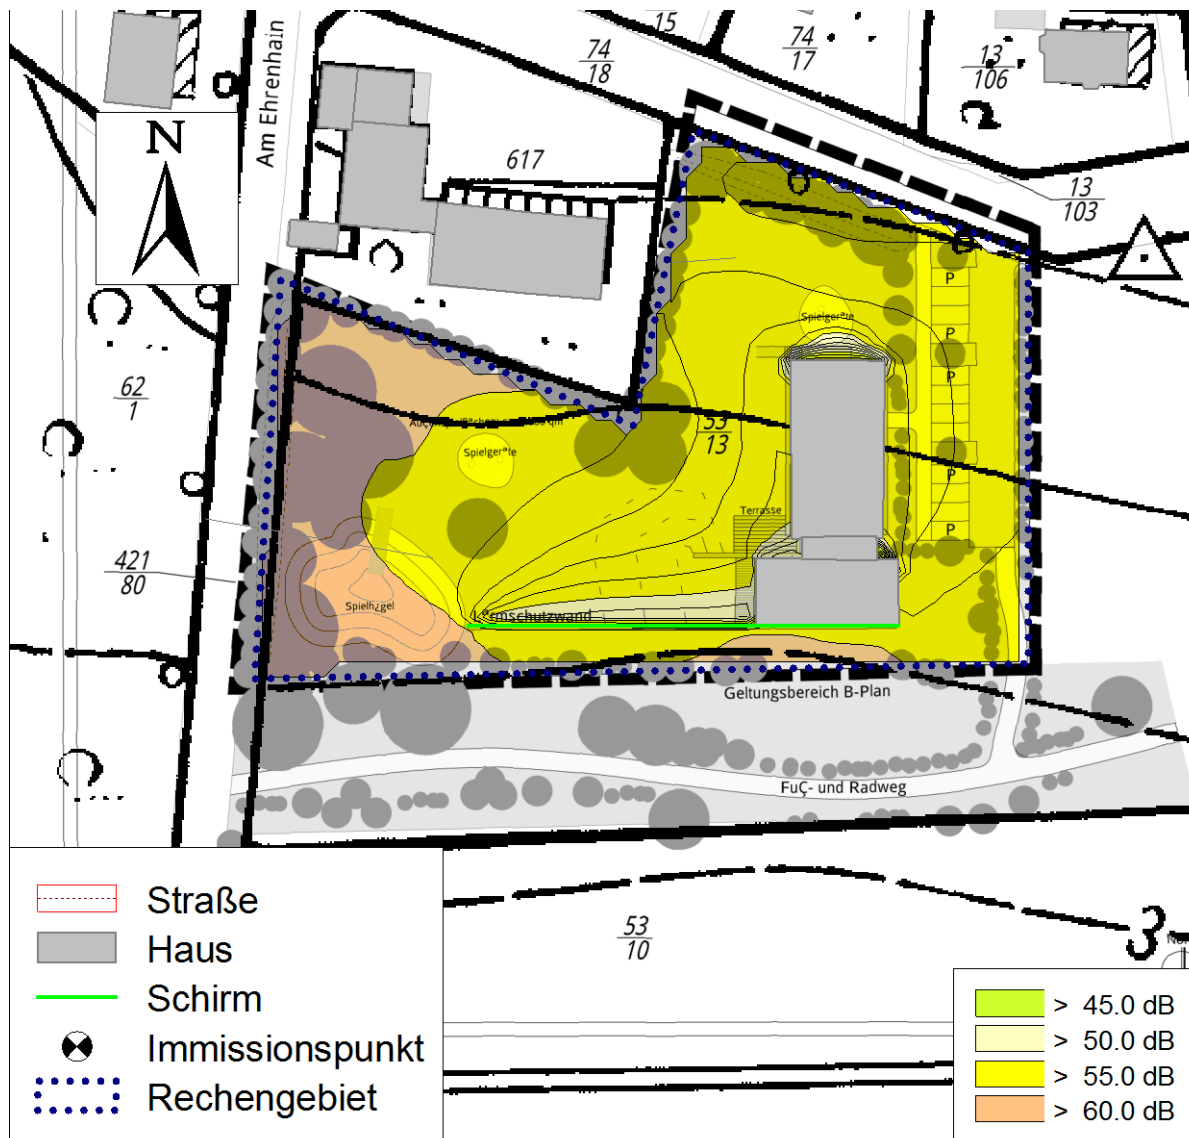 15
74
18
74
17
13
106
N
Am Ehrenhain
617
13
103
P
Spielgeräte
P
P
62
1
53
13
Spielgeräte
P
Terrasse
P
421
80
Spielhügel
Lärmschutzwand
Geltungsbereich B-Plan
FuÇ- und Radweg
53
10
3
Straße
Haus
Schirm
Immissionspunkt
Rechengebiet
> 45.0 dB
> 50.0 dB
> 55.0 dB
> 60.0 dB